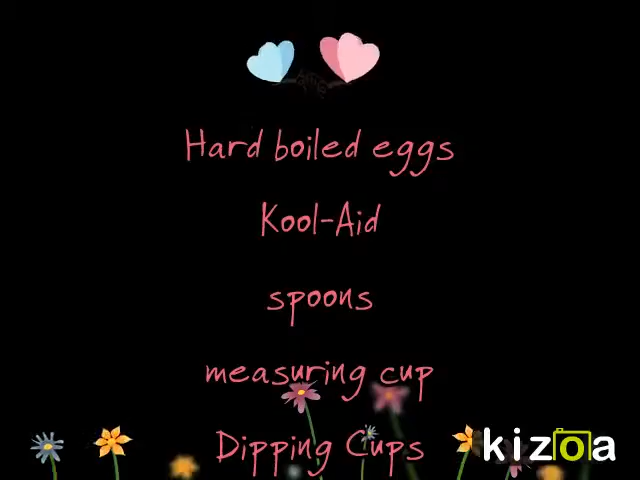 Hard boiled eggs
Kool-Aid
spoons
measuring cup
Dipping Cups
kizoa